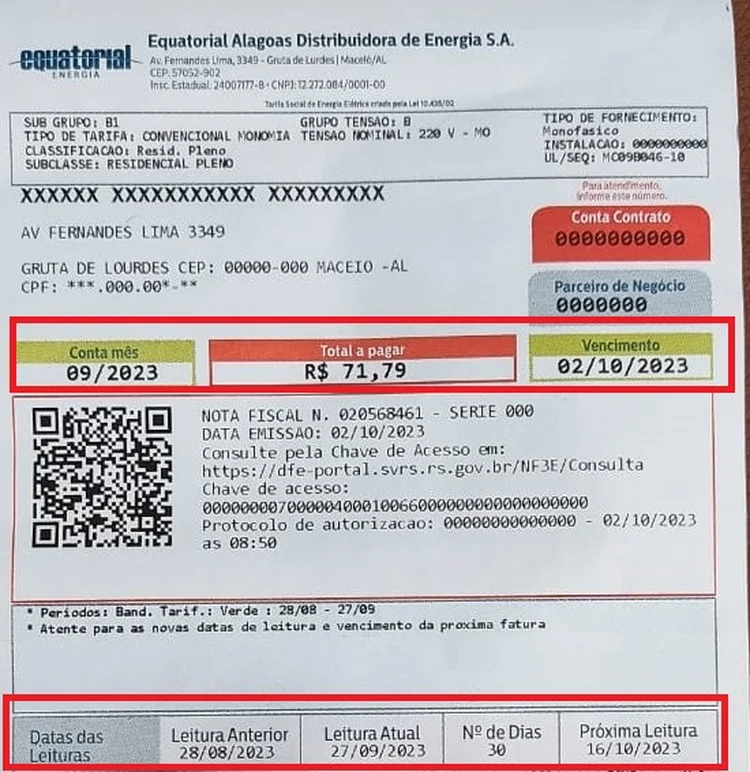 equatorial
ENERGIA
Equatorial Alagoas Distribuidora de Energia S.A.
Av. Fernandes Lima, 3349 - Gruta de Lurdes | Maceló/AL
CEP: 57052-902
Insc. Estadual: 24007177-8 - CNPJ: 12.272.084/0001-00
Tarifa Social de Energia Elétrica criada pela Lei 10.438/02
SUB GRUPO: B1 GRUPO TENSAO: B
TIPO DE TARIFA: CONVENCIONAL MONOMIA TENSAO NOMINAL: 220 V - MO
CLASSIFICACAO: Resid. Pleno
SUBCLASSE: RESIDENCIAL PLENO
TIPO DE FORNECIMENTO:
Monofasico
INSTALACAO: 0000000000
UL/SEQ: MC09B046-10
XXXXXX XXXXXXXXXXX XXXXXXXXX
AV FERNANDES LIMA 3349
GRUTA DE LOURDES CEP: 00000-000 MACEIO -AL
CPF: ***.000.00*-**
Para atendimento,
informe este número.
Conta Contrato
0000000000
Parceiro de Negócio
0000000
Conta mês
09/2023
Total a pagar
R$ 71,79
Vencimento
02/10/2023
NOTA FISCAL N. 020568461 - SERIE 000
DATA EMISSAO: 02/10/2023
Consulte pela Chave de Acesso em:
https://dfe-portal.svrs.rs.gov.br/NF3E/Consulta
Chave de acesso:
00000000700000400010066000000000000000000
Protocolo de autorizacao: 00000000000000 - 02/10/2023
as 08:50
* Periodos: Band. Tarif.: Verde : 28/08 - 27/09
* Atente para as novas datas de leitura e vencimento da proxima fatura
Datas das
Leituras
Leitura Anterior
28/08/2023
Leitura Atual
27/09/2023
Nº de Dias
30
Próxima Leitura
16/10/2023